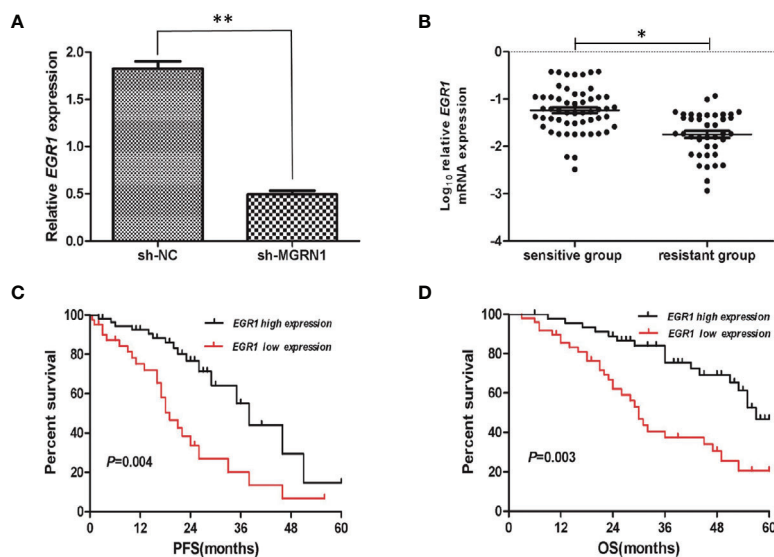 A
**
Relative EGR1 expression
2.0
1.5
1.0
0.5
0.0
sh-NC
sh-MGRN1
B
*
Log10 relative EGR1
mRNA expression
-0
-1
-2
-3
-4
sensitive group
resistant group
C
EGR1 high expression
EGR1 low expression
Percent survival
100
80
60
40
20
0
P=0.004
0
12
24
36
48
60
PFS(months)
D
EGR1 high expression
EGR1 low expression
Percent survival
100
80
60
40
20
0
P=0.003
0
12
24
36
48
60
OS(months)